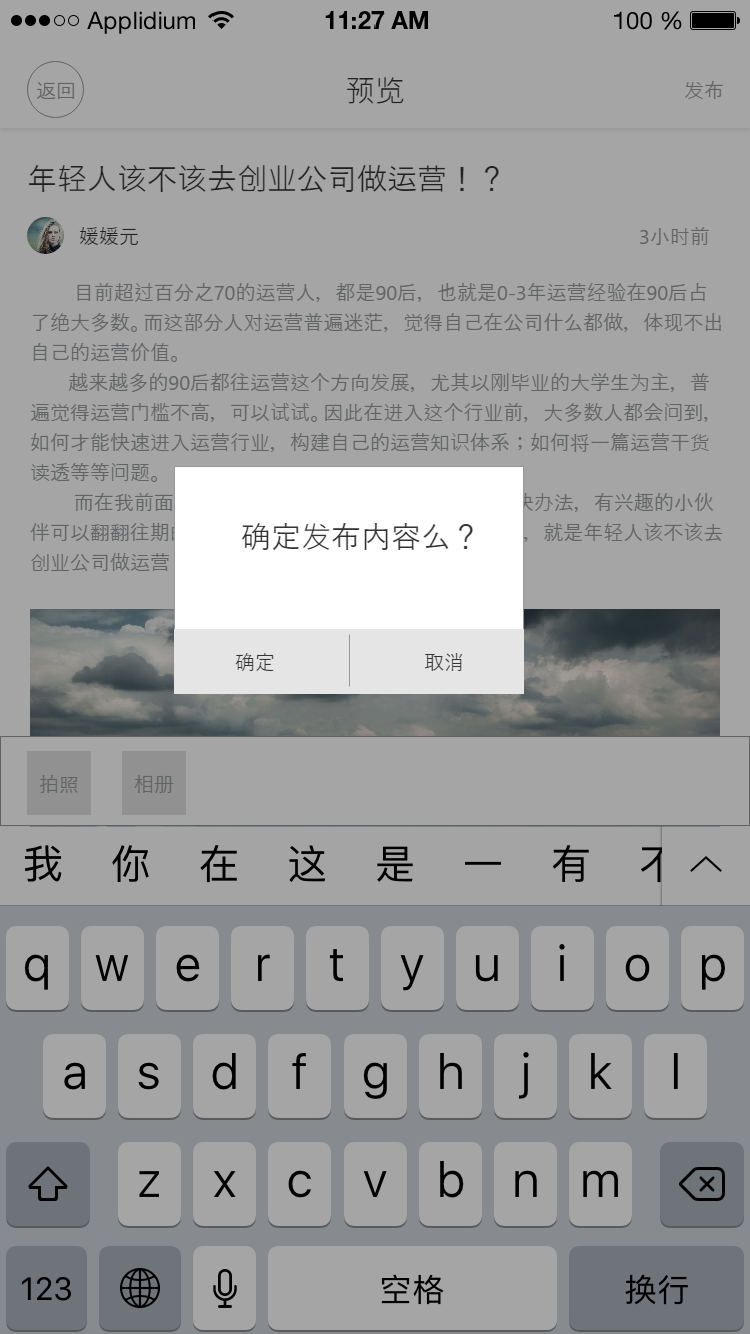 Applidium 11:27 AM 100 %
返回 预览 发布
年轻人该不该去创业公司做运营！？
媛媛元 3小时前
目前超过百分之70的运营人，都是90后，也就是0-3年运营经验在90后占
了绝大多数。而这部分人对运营普遍迷茫，觉得自己在公司什么都做，体现不出
自己的运营价值。
越来越多的90后都往运营这个方向发展，尤其以刚毕业的大学生为主，普
遍觉得运营门槛不高，可以试试。因此在进入这个行业前，大多数人都会问到，
如何才能快速进入运营行业，构建自己的运营知识体系；如何将一篇运营干货
读透等等问题。
而在我前面 办法，有兴趣的小伙
伴可以翻翻往期 ，就是年轻人该不该去
创业公司做运营
确定发布内容么？
确定 取消
拍照 相册
我 你 在 这 是 一 有
q w e r t y u i o p
a s d f g h j k l
z x c v b n m
123 空格 换行